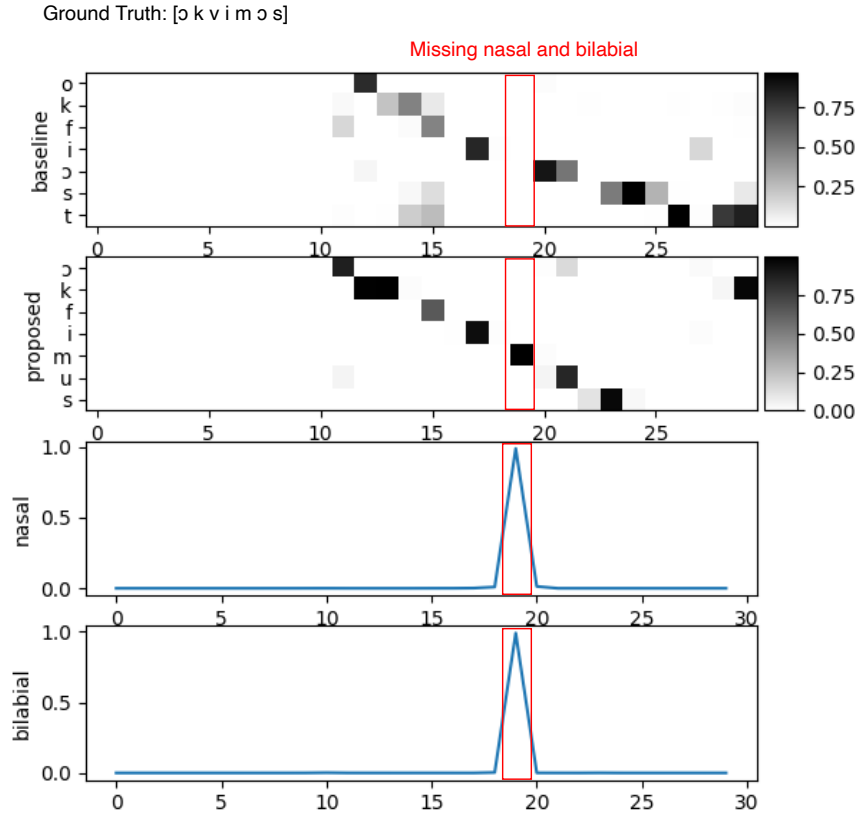 Ground Truth: [ɔ k v i m ɔ s]
Missing nasal and bilabial
baseline
o
k
f
i
ɔ
s
t
0 5 10 15 20 25
0.75
0.50
0.25
proposed
ɔ
k
f
i
m
u
s
0 5 10 15 20 25
0.75
0.50
0.25
0.00
nasal
1.0
0.5
0.0
0 5 10 15 20 25 30
bilabial
1.0
0.5
0.0
0 5 10 15 20 25 30